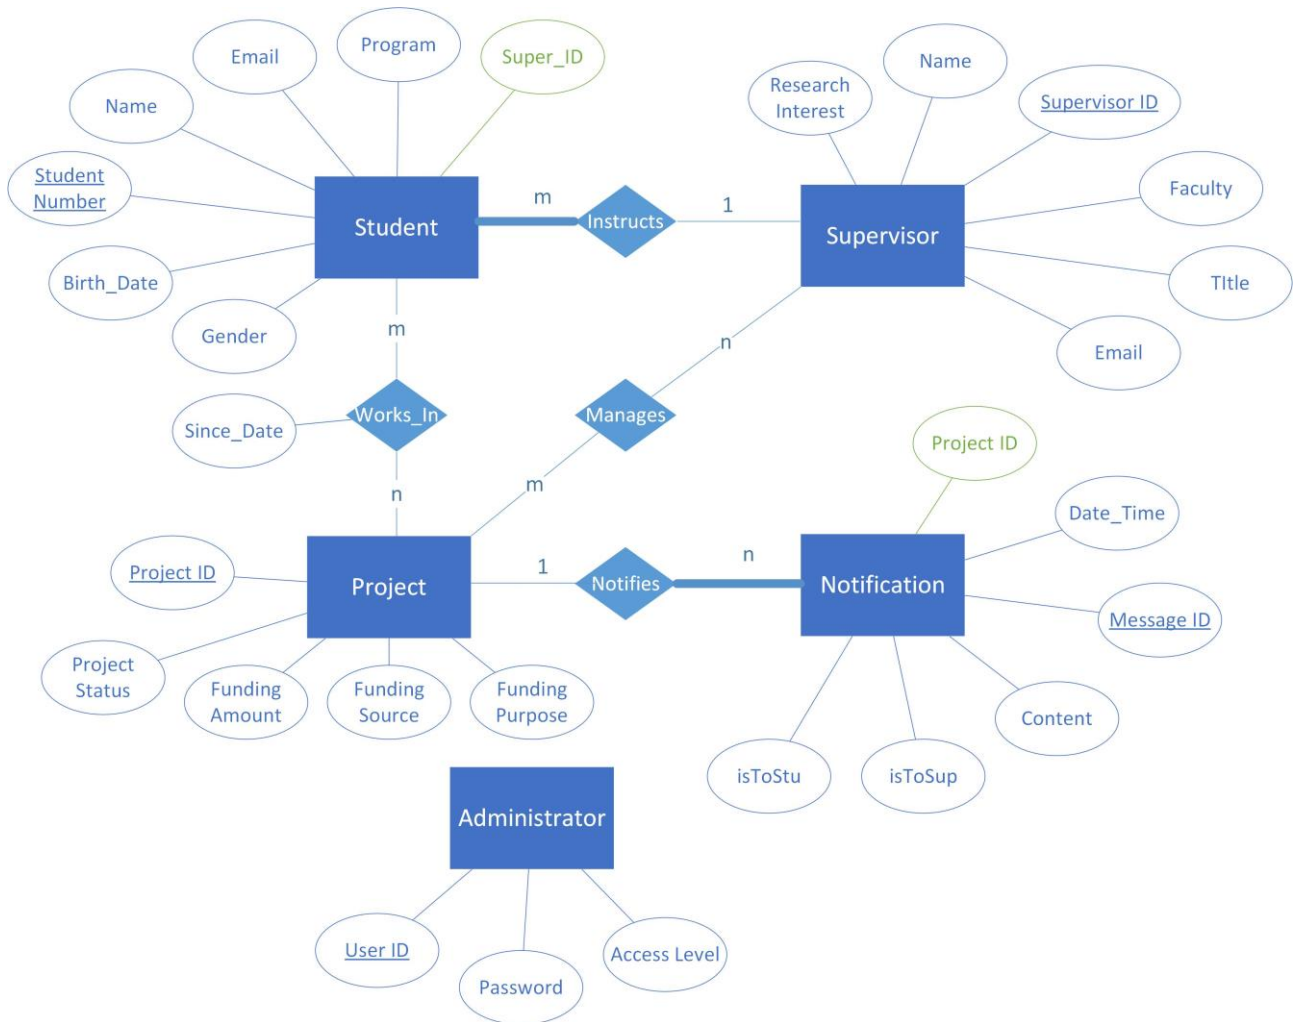 Email
Program
Super_ID
Name
Student
Number
Birth_Date
Gender
Student
m
Instructs
1
Research
Interest
Name
Supervisor ID
Faculty
TItle
Email
Supervisor
m
Works_In
Since_Date
n
n
Manages
m
Project ID
Project
Status
Funding
Amount
Funding
Source
Funding
Purpose
Project
1
Notifies
n
Project ID
Date_Time
Message ID
Content
isToSup
isToStu
Notification
Administrator
User ID
Password
Access Level